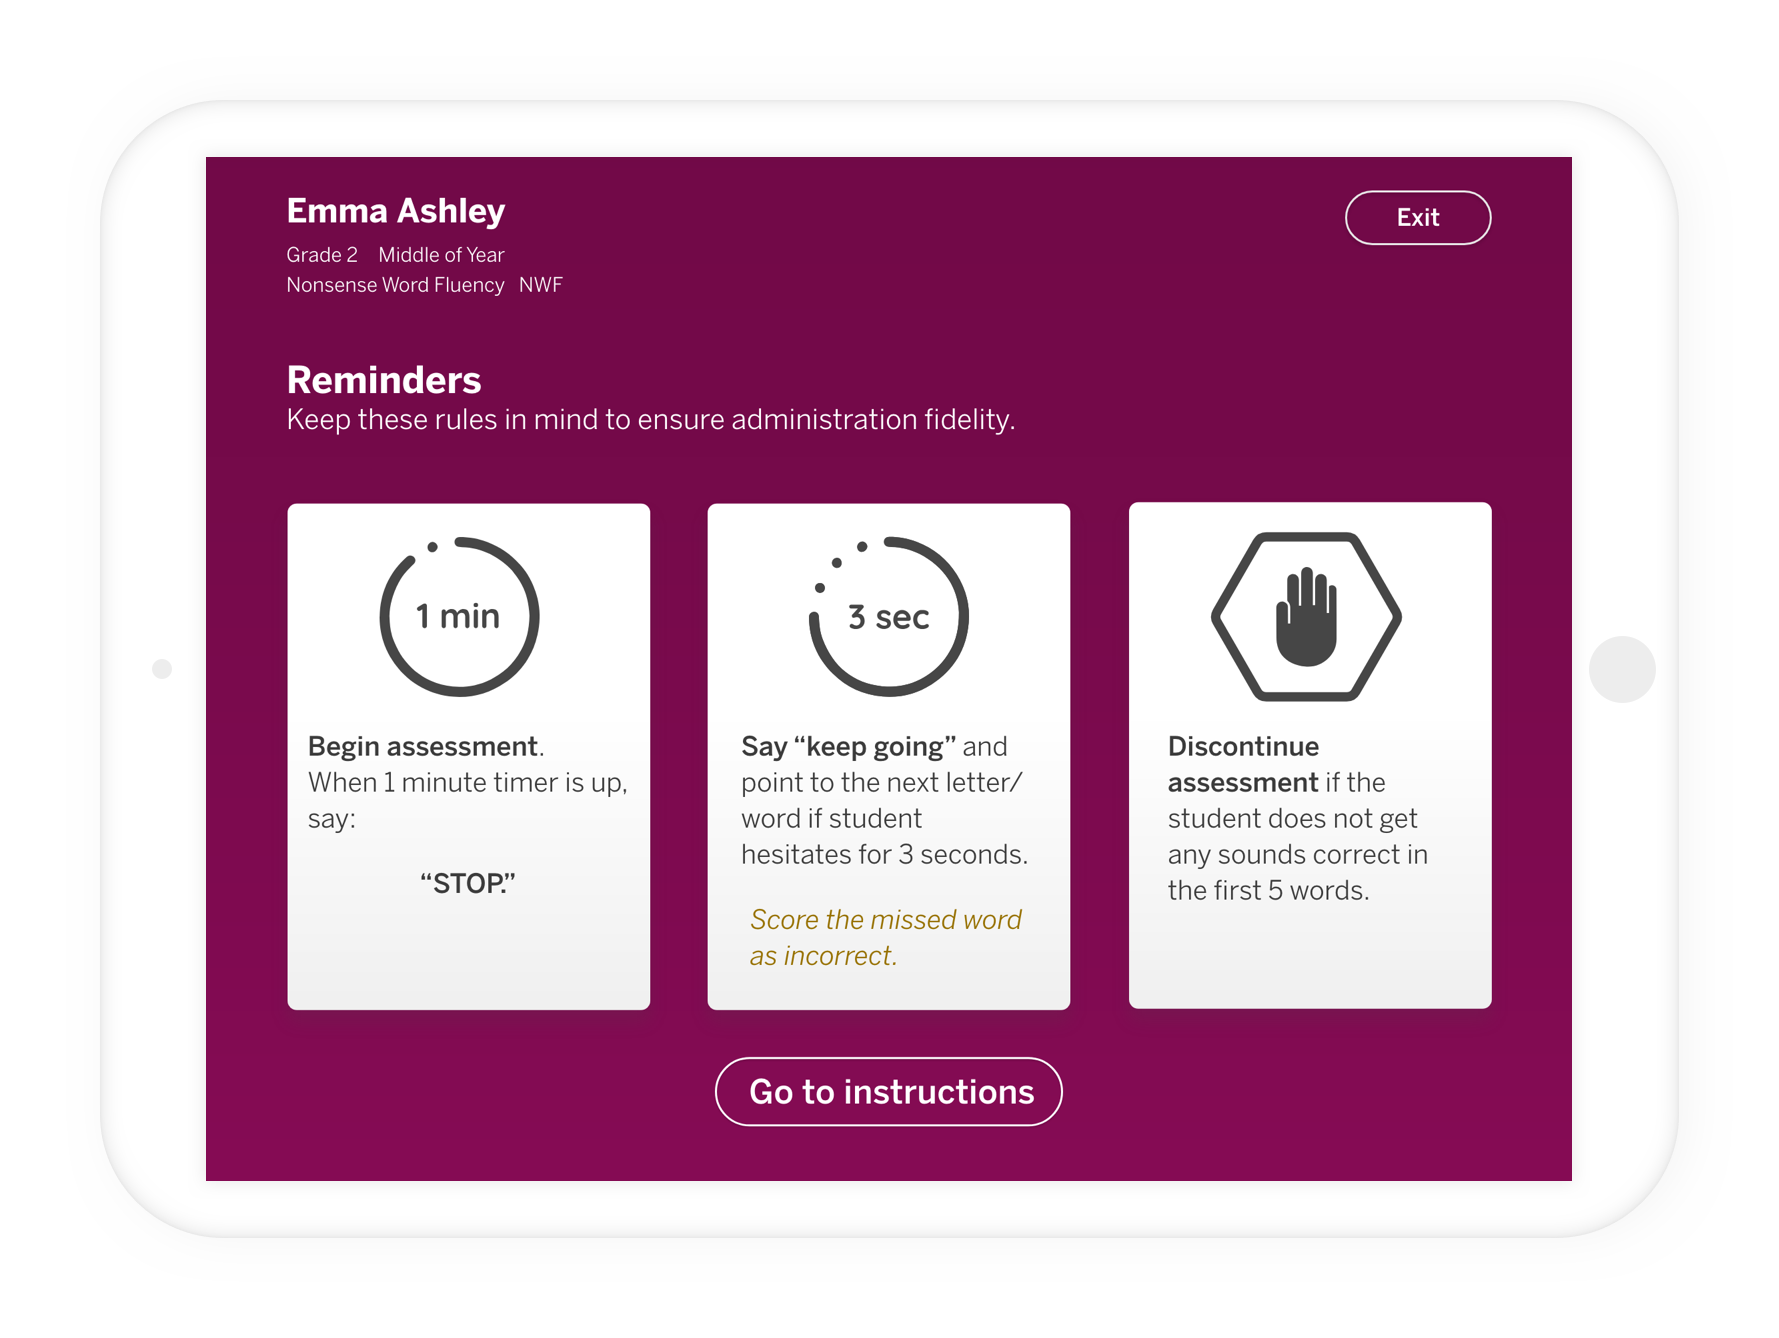 Emma Ashley
Exit
Grade 2 Middle of Year
Nonsense Word Fluency NWF
Reminders
Keep these rules in mind to ensure administration fidelity.
1 min
Begin assessment.
When 1 minute timer is up,
say:
“STOP.”
3 sec
Say “keep going” and
point to the next letter/
word if student
hesitates for 3 seconds.
Score the missed word
as incorrect.
Discontinue
assessment if the
student does not get
any sounds correct in
the first 5 words.
Go to instructions